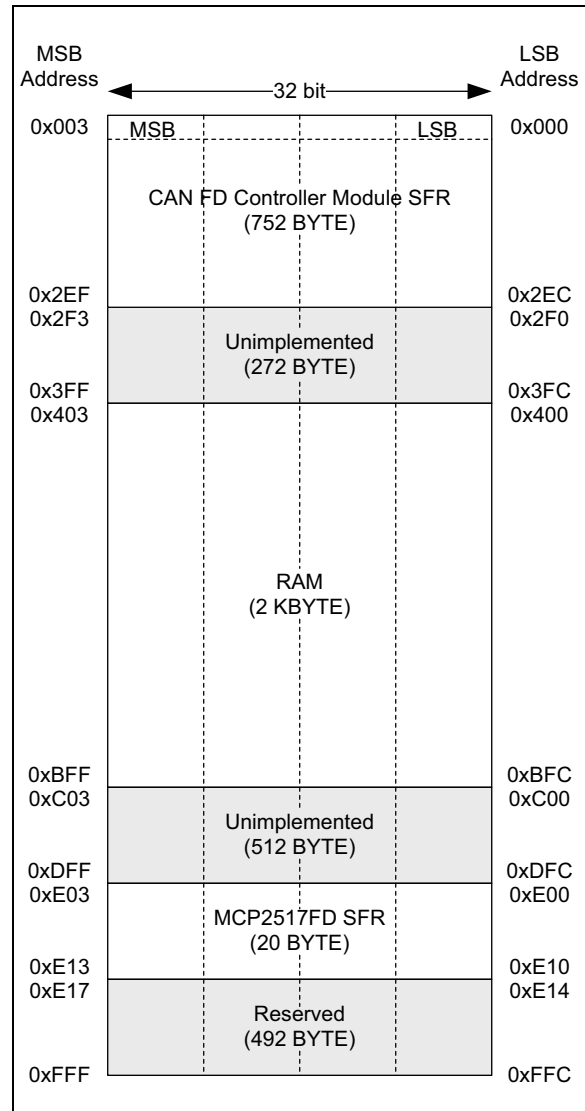 MSB
Address
LSB
Address
32 bit
0x003
MSB
LSB
0x000
CAN FD Controller Module SFR
(752 BYTE)
0x2EF
0x2EC
0x2F3
0x2F0
Unimplemented
(272 BYTE)
0x3FF
0x3FC
0x403
0x400
RAM
(2 KBYTE)
0xBFF
0xBFC
0xC03
0xC00
Unimplemented
(512 BYTE)
0xDFF
0xDFC
0xE03
0xE00
MCP2517FD SFR
(20 BYTE)
0xE13
0xE10
0xE17
0xE14
Reserved
(492 BYTE)
0xFFF
0xFFC